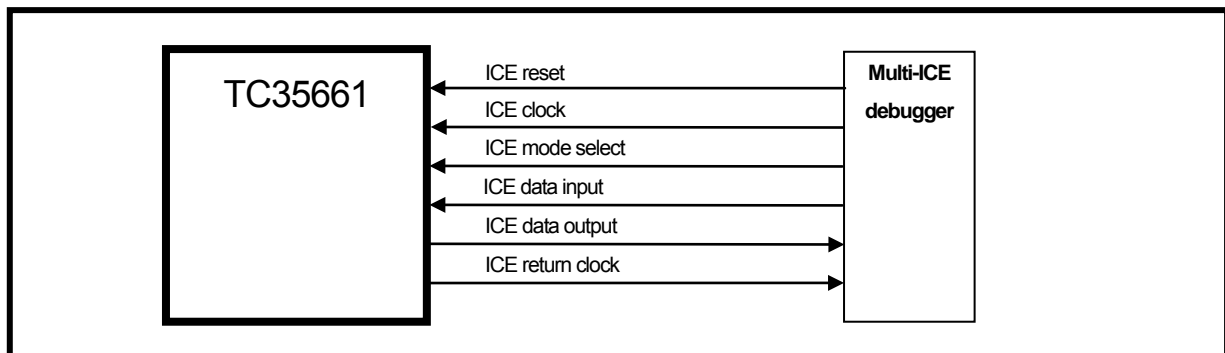 TC35661
ICE reset
ICE clock
ICE mode select
ICE data input
ICE data output
ICE return clock
Multi-ICE
debugger